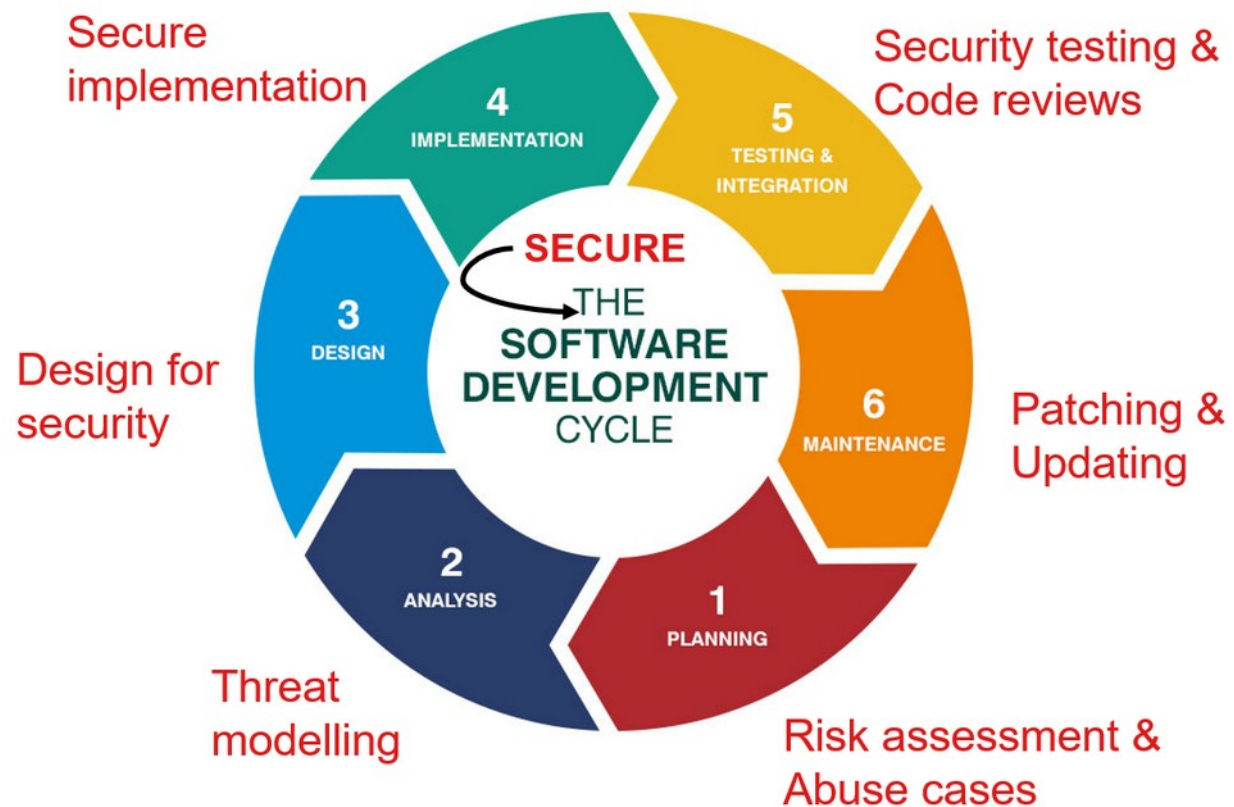 Secure
implementation
4
IMPLEMENTATION
5
TESTING &
INTEGRATION
Security testing &
Code reviews
SECURE
THE
SOFTWARE
DEVELOPMENT
CYCLE
3
DESIGN
Design for
security
6
MAINTENANCE
Patching &
Updating
2
ANALYSIS
Threat
modelling
1
PLANNING
Risk assessment &
Abuse cases